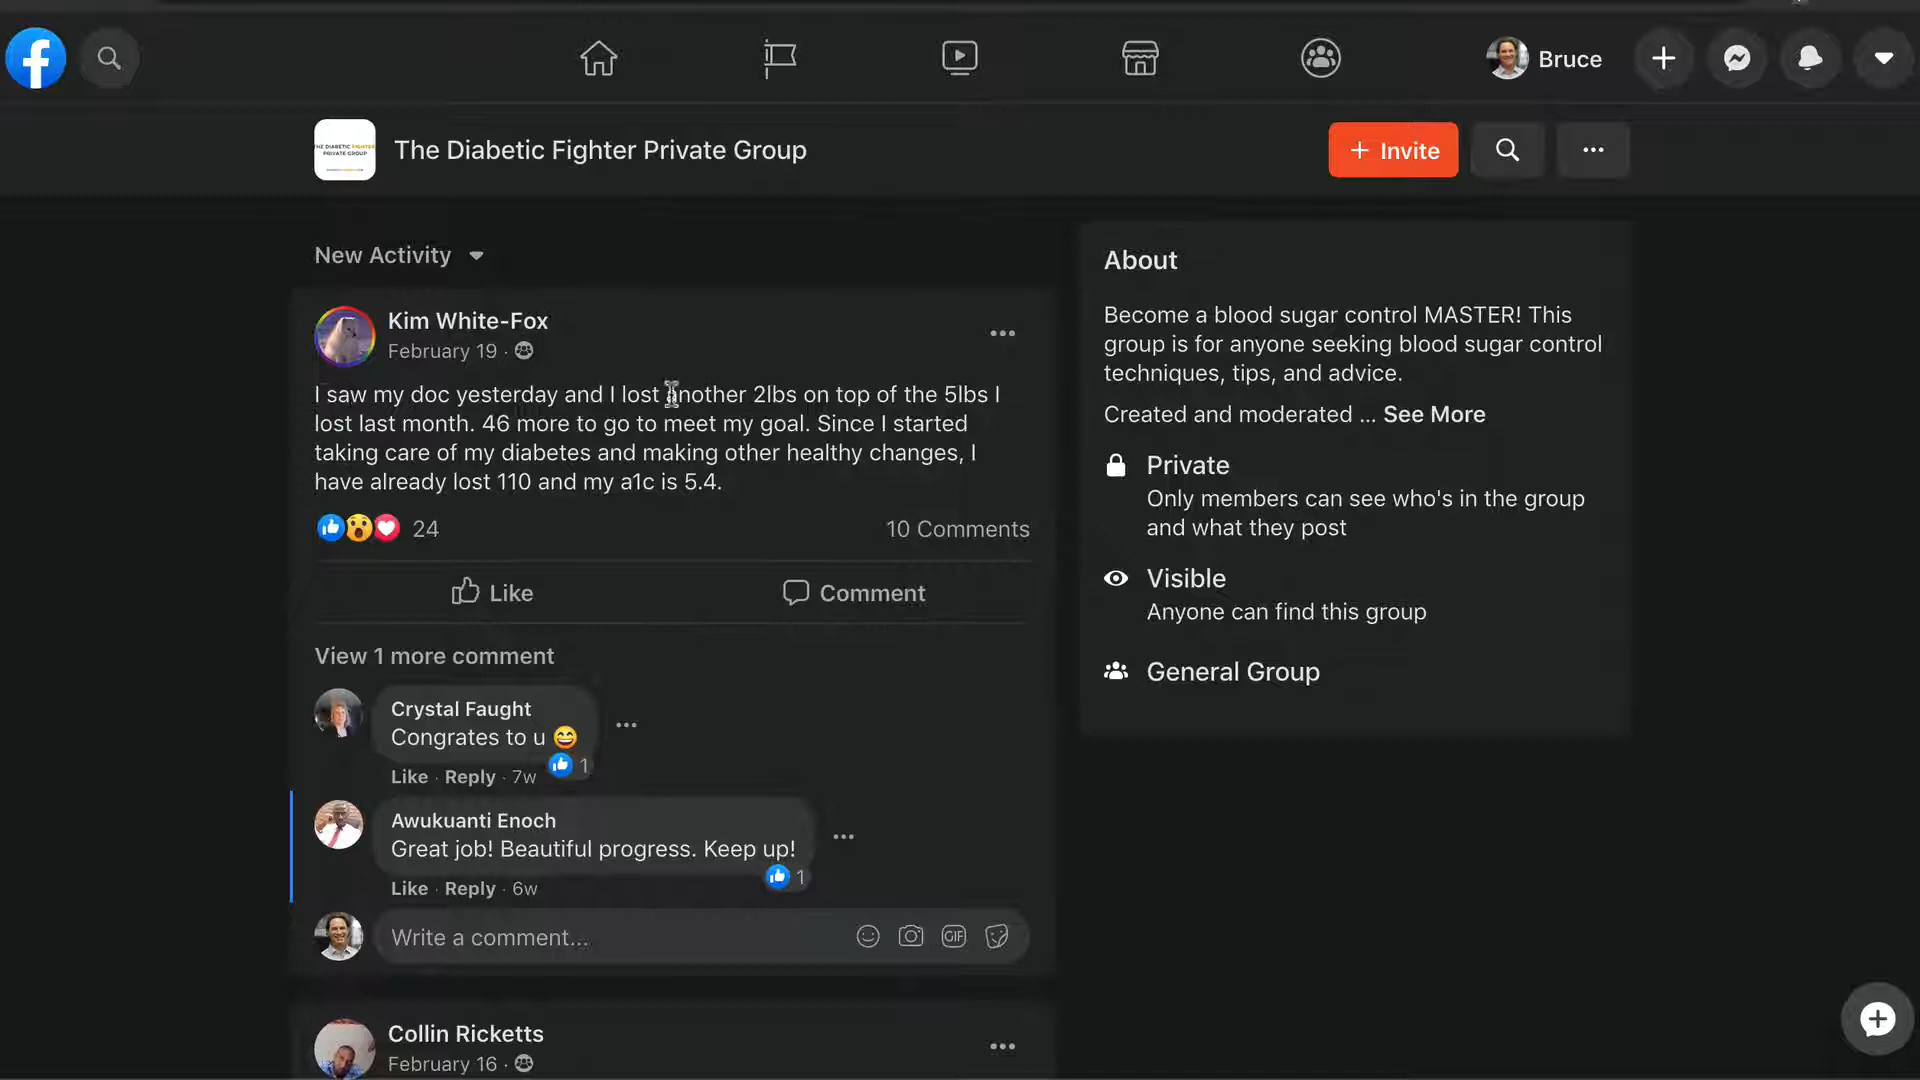 Bruce
THE DIABETIC FIGHTER
PRIVATE GROUP
The Diabetic Fighter Private Group
+ Invite
New Activity
Kim White-Fox
February 19 ·
I saw my doc yesterday and I lost another 2lbs on top of the 5lbs I
lost last month. 46 more to go to meet my goal. Since I started
taking care of my diabetes and making other healthy changes, I
have already lost 110 and my a1c is 5.4.
24
10 Comments
Like
Comment
View 1 more comment
Crystal Faught
Congrates to u 😄
1
Like · Reply · 7w
Awukuanti Enoch
Great job! Beautiful progress. Keep up!
1
Like · Reply · 6w
Write a comment...
GIF
Collin Ricketts
February 16 ·
About
Become a blood sugar control MASTER! This
group is for anyone seeking blood sugar control
techniques, tips, and advice.
Created and moderated ... See More
Private
Only members can see who's in the group
and what they post
Visible
Anyone can find this group
General Group